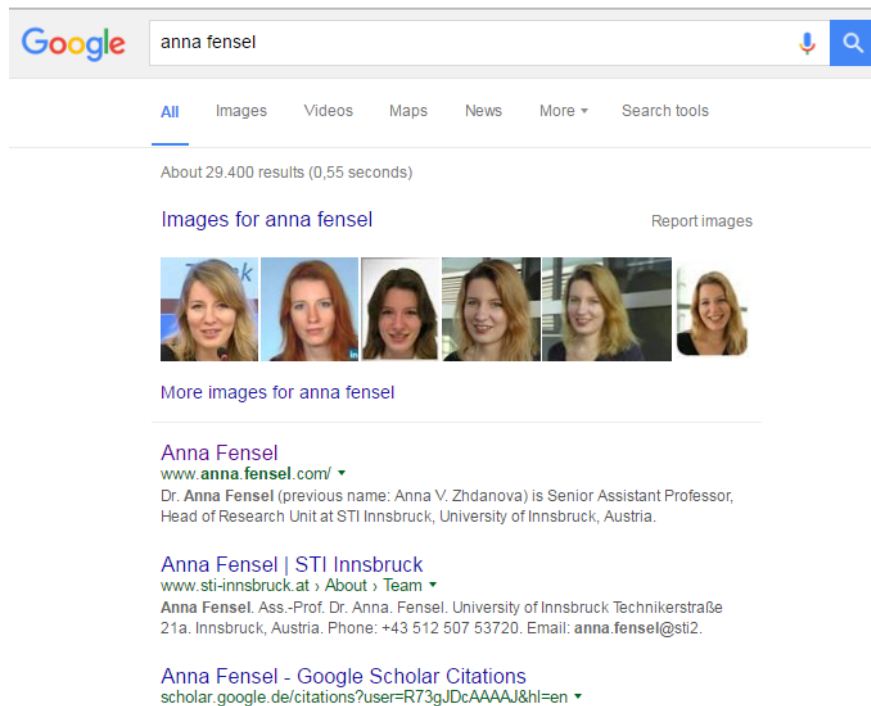 Google
anna fensel
All Images Videos Maps News More Search tools
About 29.400 results (0,55 seconds)
Images for anna fensel Report images
in
More images for anna fensel
Anna Fensel
www.anna.fensel.com/
Dr. Anna Fensel (previous name: Anna V. Zhdanova) is Senior Assistant Professor,
Head of Research Unit at STI Innsbruck, University of Innsbruck, Austria.
Anna Fensel | STI Innsbruck
www.sti-innsbruck.at › About › Team
Anna Fensel. Ass.-Prof. Dr. Anna. Fensel. University of Innsbruck Technikerstraße
21a. Innsbruck, Austria. Phone: +43 512 507 53720. Email: anna.fensel@sti2.
Anna Fensel - Google Scholar Citations
scholar.google.de/citations?user=R73gJDcAAAAJ&hl=en